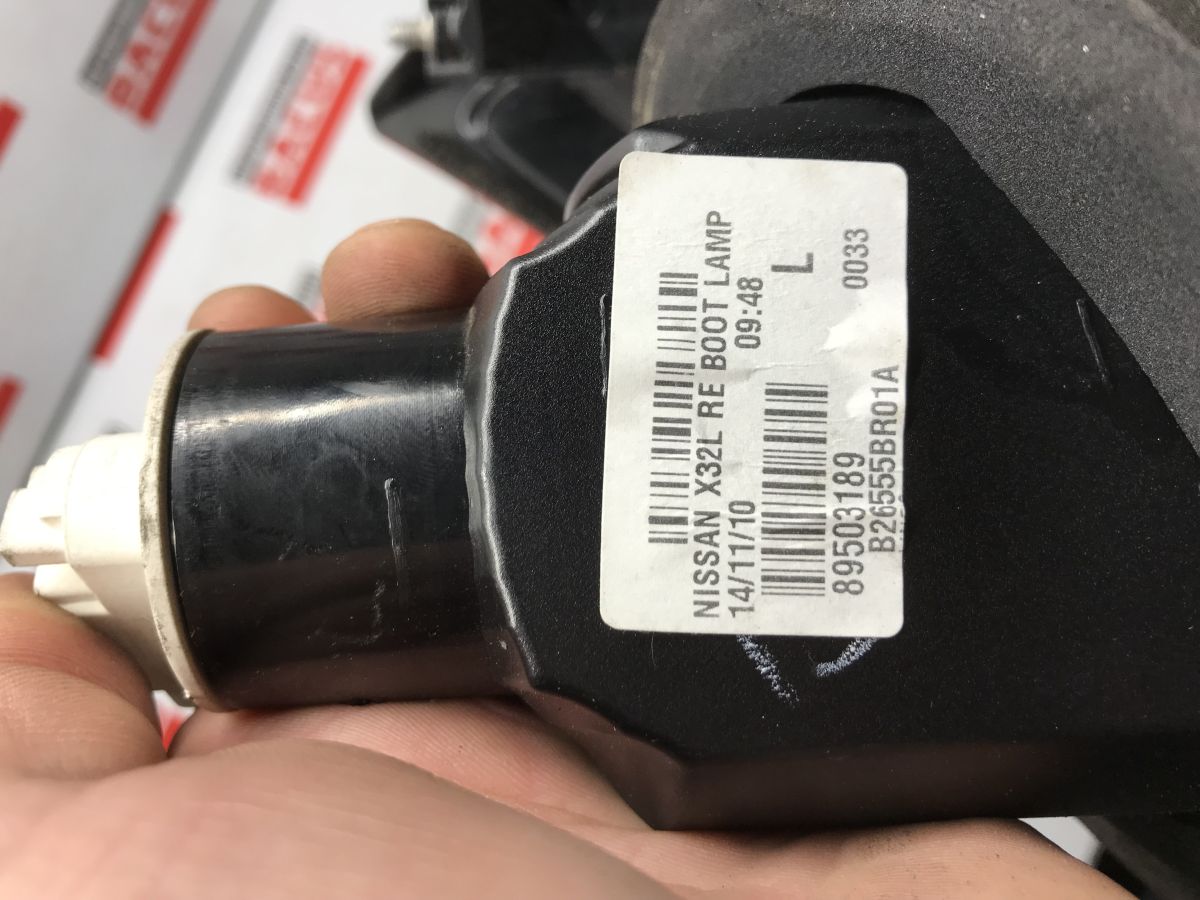 NISSAN X32L RE BOOT LAMP
14/11/10 09:48
L
89503189 0033
B26555BR01A